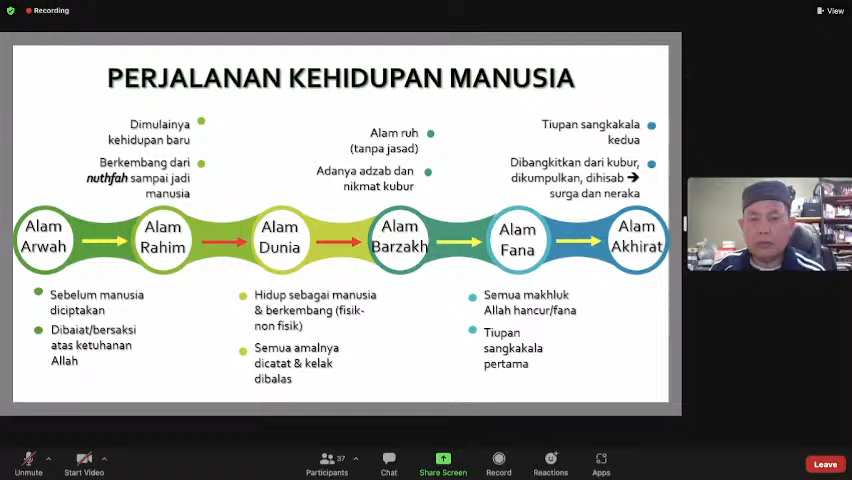 Recording
View
PERJALANAN KEHIDUPAN MANUSIA
Dimulainya
kehidupan baru
Berkembang dari
nuthfah sampai jadi
manusia
Alam ruh
(tanpa jasad)
Adanya adzab dan
nikmat kubur
Tiupan sangkakala
kedua
Dibangkitkan dari kubur,
dikumpulkan, dihisab →
surga dan neraka
Alam
Arwah
Alam
Rahim
Alam
Dunia
Alam
Barzakh
Alam
Fana
Alam
Akhirat
Sebelum manusia
diciptakan
Dibaiat/bersaksi
atas ketuhanan
Allah
Hidup sebagai manusia
& berkembang (fisik-
non fisik)
Semua amalnya
dicatat & kelak
dibalas
Semua makhluk
Allah hancur/fana
Tiupan
sangkakala
pertama
Unmute
Start Video
37
Participants
Chat
Share Screen
Record
Reactions
Apps
Leave